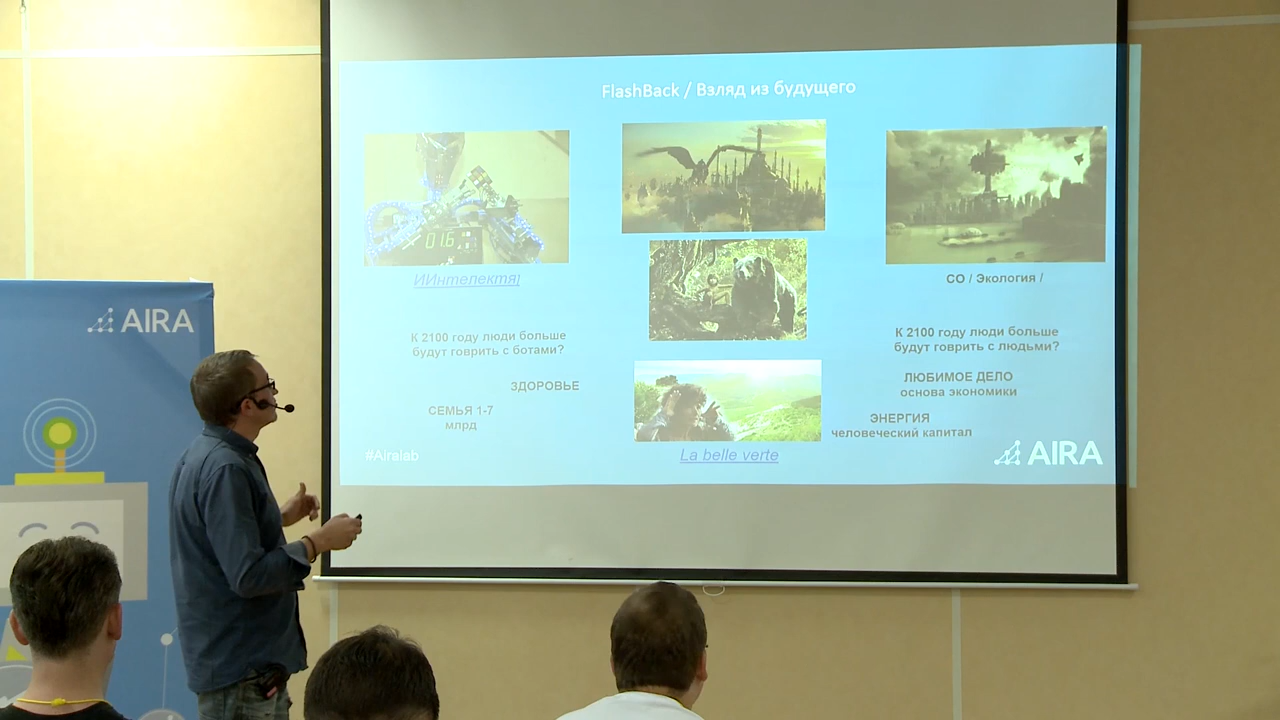 FlashBack / Взляд из будущего
ИИнтелектя)
СО / Экология /
К 2100 году люди больше
будут говрить с ботами?
К 2100 году люди больше
будут говрить с людьми?
ЗДОРОВЬЕ
ЛЮБИМОЕ ДЕЛО
основа экономики
СЕМЬЯ 1-7
млрд
ЭНЕРГИЯ
человеческий капитал
#Airalab
La belle verte
AIRA
AIRA
016